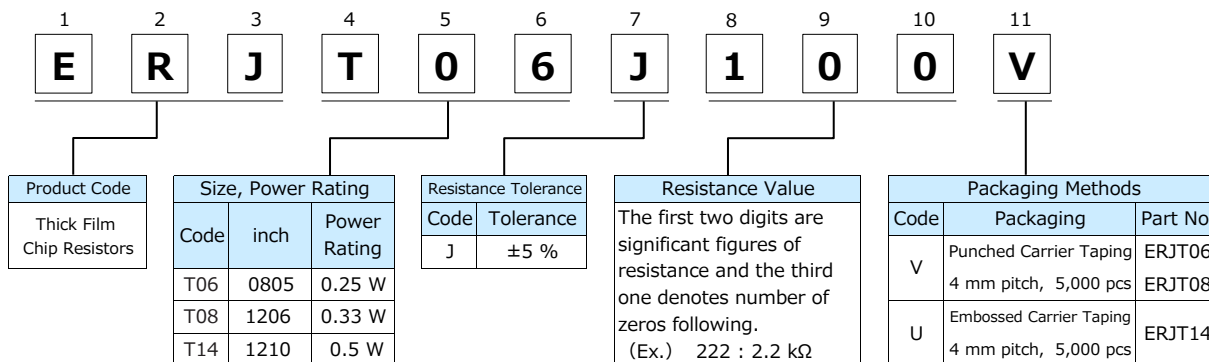 1 2 3 4 5 6 7 8 9 10 11
E R J T 0 6 J 1 0 0 V
Product Code
Thick Film
Chip Resistors
Size, Power Rating
Code inch Power Rating
T06 0805 0.25 W
T08 1206 0.33 W
T14 1210 0.5 W
Resistance Tolerance
Code Tolerance
J ±5 %
Resistance Value
The first two digits are
significant figures of
resistance and the third
one denotes number of
zeros following.
(Ex.) 222 : 2.2 kΩ
Packaging Methods
Code Packaging Part No
V Punched Carrier Taping ERJT06
4 mm pitch, 5,000 pcs ERJT08
U Embossed Carrier Taping ERJT14
4 mm pitch, 5,000 pcs